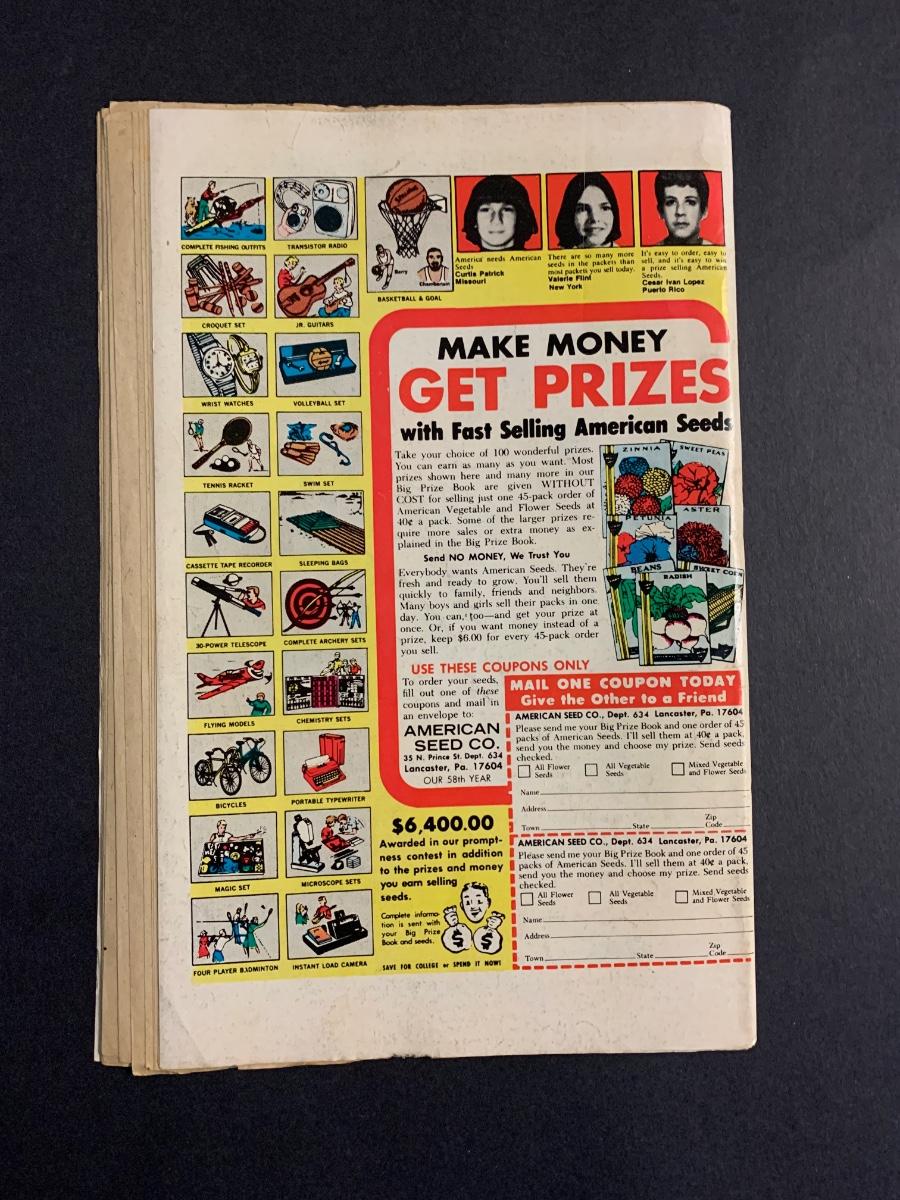 COMPLETE FISHING OUTFITS
TRANSISTOR RADIO
CROQUET SET
JR. GUITARS
WRIST WATCHES
VOLLEYBALL SET
TENNIS RACKET
SWIM SET
CASSETTE TAPE RECORDER
SLEEPING BAGS
30-POWER TELESCOPE
COMPLETE ARCHERY SETS
FLYING MODELS
CHEMISTRY SETS
BICYCLES
PORTABLE TYPEWRITER
MAGIC SET
MICROSCOPE SETS
FOUR PLAYER BADMINTON
INSTANT LOAD CAMERA
Barry
Chamberlain
BASKETBALL & GOAL
America needs American
Seeds
Curtis Patrick
Missouri
There are so many more
seeds in the packets than
most packets you sell today.
Valerie Flint
New York
It's easy to order, easy to
sell, and it's easy to win
a prize selling American
Seeds.
Cesar Ivan Lopez
Puerto Rico
MAKE MONEY
GET PRIZES
with Fast Selling American Seeds
Take your choice of 100 wonderful prizes.
You can earn as many as you want. Most
prizes shown here and many more in our
Big Prize Book are given WITHOUT
COST for selling just one 45-pack order of
American Vegetable and Flower Seeds at
40¢ a pack. Some of the larger prizes re-
quire more sales or extra money as ex-
plained in the Big Prize Book.
Send NO MONEY, We Trust You
Everybody wants American Seeds. They're
fresh and ready to grow. You'll sell them
quickly to family, friends and neighbors.
Many boys and girls sell their packs in one
day. You can, too—and get your prize at
once. Or, if you want money instead of a
prize, keep $6.00 for every 45-pack order
you sell.
ZINNIA
SWEET PEAS
PETUNIA
ASTER
BEANS
RADISH
SWEET CORN
USE THESE COUPONS ONLY
To order your seeds,
fill out one of these
coupons and mail in
an envelope to:
AMERICAN
SEED CO.
35 N. Prince St. Dept. 634
Lancaster, Pa. 17604
OUR 58th YEAR
MAIL ONE COUPON TODAY
Give the Other to a Friend
AMERICAN SEED CO., Dept. 634 Lancaster, Pa. 17604
Please send me your Big Prize Book and one order of 45
packs of American Seeds. I'll sell them at 40¢ a pack,
send you the money and choose my prize. Send seeds
checked.
All Flower
Seeds
All Vegetable
Seeds
Mixed Vegetable
and Flower Seeds
Name
Address
Town State Zip
Code
AMERICAN SEED CO., Dept. 634 Lancaster, Pa. 17604
Please send me your Big Prize Book and one order of 45
packs of American Seeds. I'll sell them at 40¢ a pack,
send you the money and choose my prize. Send seeds
checked.
All Flower
Seeds
All Vegetable
Seeds
Mixed Vegetable
and Flower Seeds
Name
Address
Town State Zip
Code
$6,400.00
Awarded in our prompt-
ness contest in addition
to the prizes and money
you earn selling
seeds.
Complete informa-
tion is sent with
your Big Prize
Book and seeds.
$ $
SAVE FOR COLLEGE or SPEND IT NOW!